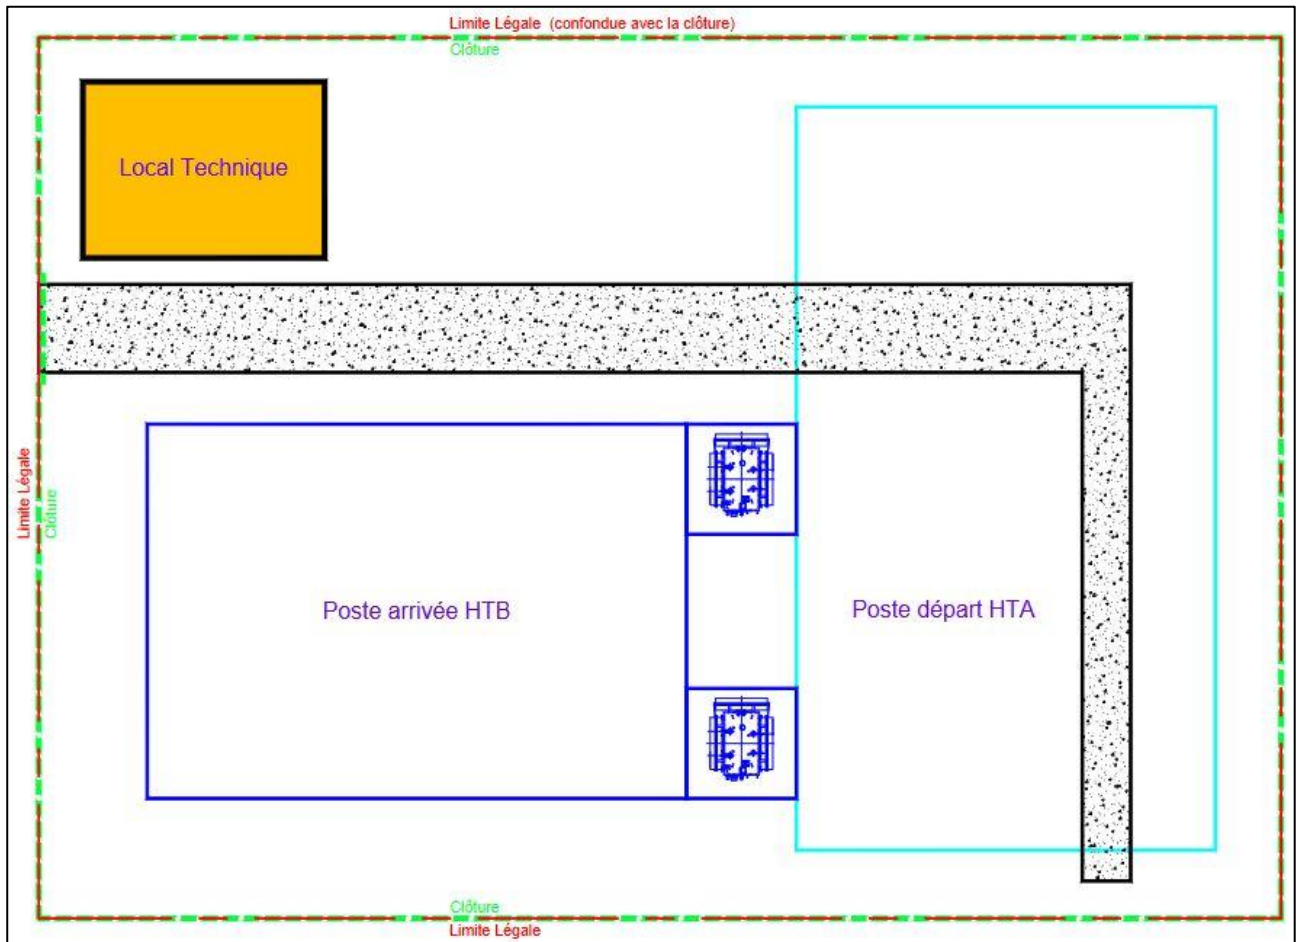 Limite Légale (confondue avec la clôture)
Clôture
Local Technique
Limite Légale
Clôture
Poste arrivée HTB
Poste départ HTA
Clôture
Limite Légale